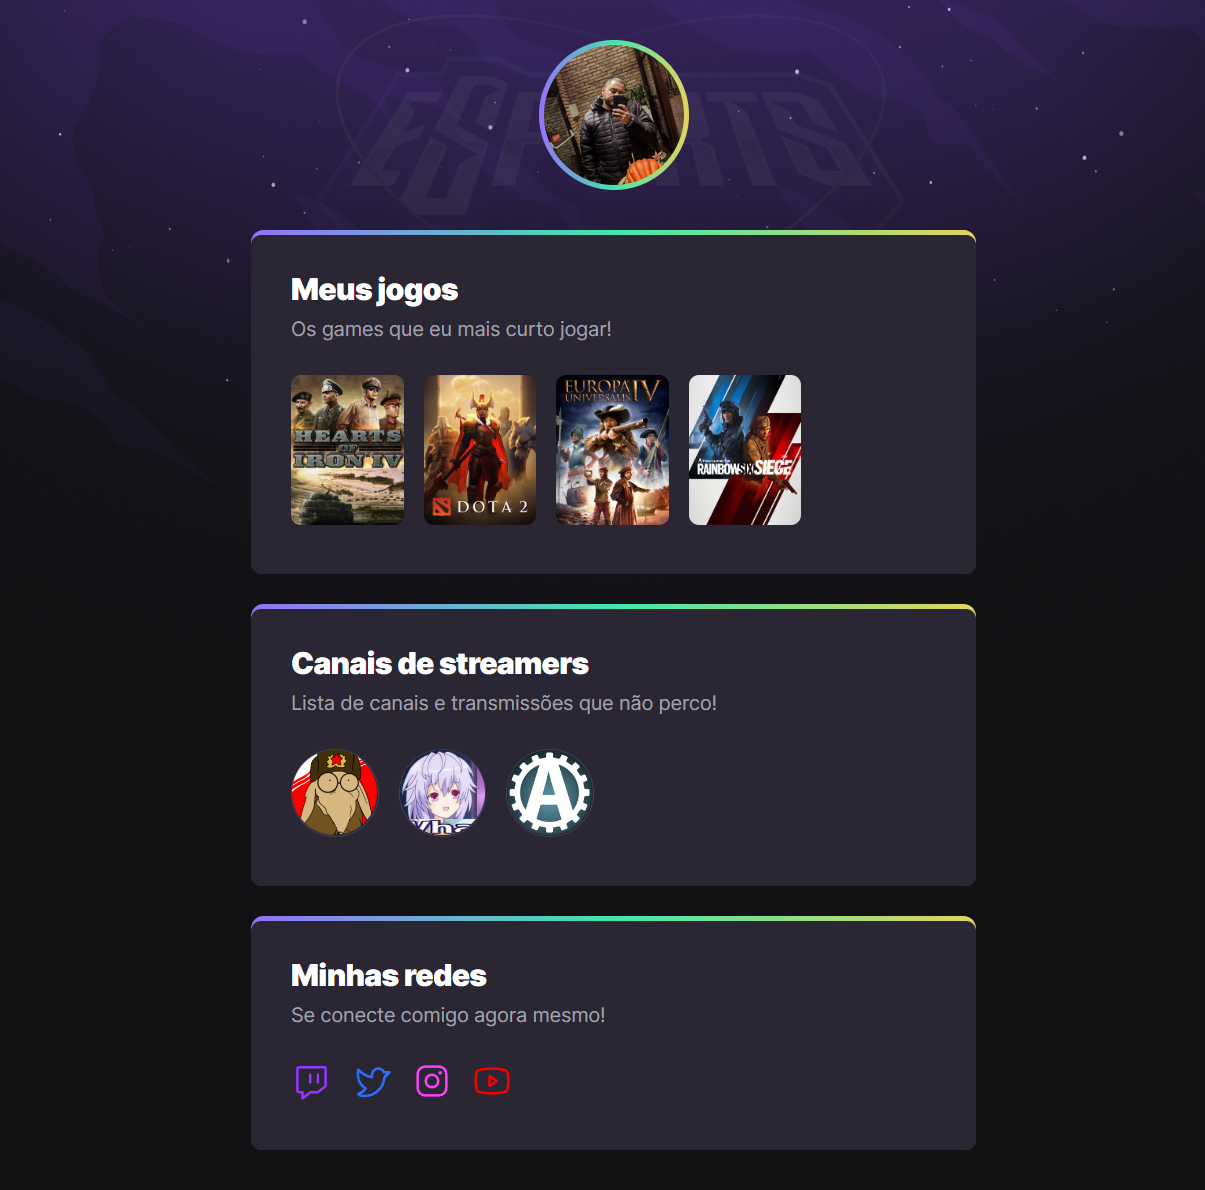 ESPORTS
Meus jogos
Os games que eu mais curto jogar!
HEARTS
OF
IRON IV
DOTA 2
EUROPA
UNIVERSALIS IV
RAINBOW SIX SIEGE
Canais de streamers
Lista de canais e transmissões que não perco!
A
Minhas redes
Se conecte comigo agora mesmo!